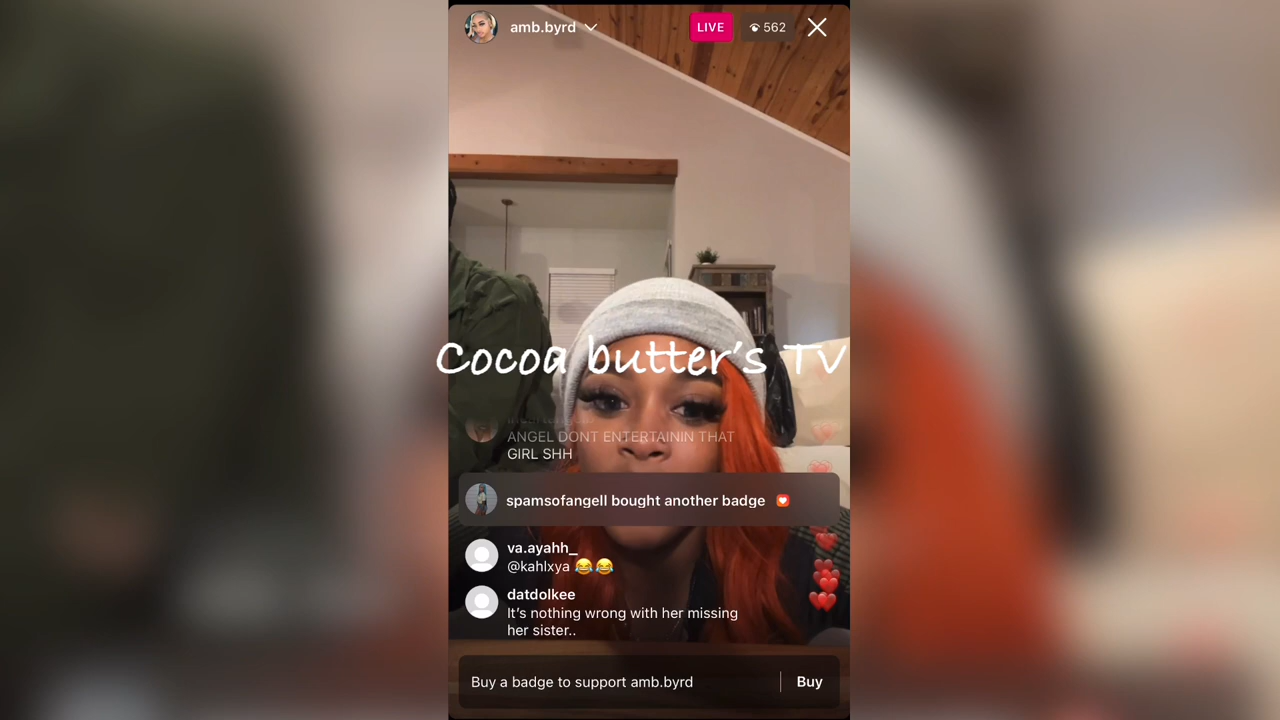 amb.byrd
LIVE
562
Cocoa butter's TV
ANGEL DONT ENTERTAININ THAT
GIRL SHH
spamsofangell bought another badge
va.ayahh_
@kahlxya 😂😂
datdolkee
It's nothing wrong with her missing
her sister..
Buy a badge to support amb.byrd
Buy